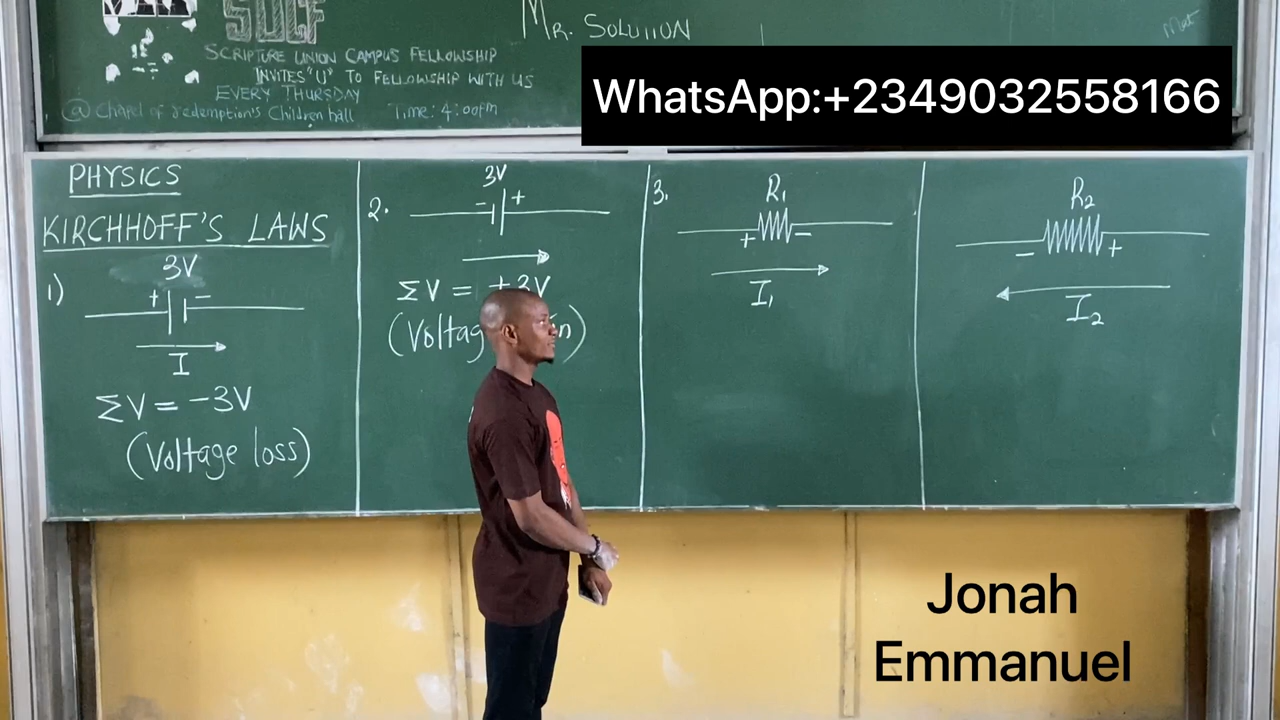 SUCF
SCRIPTURE UNION CAMPUS FELLOWSHIP
INVITES "U" TO FELLOWSHIP WITH US
EVERY THURSDAY
@ Chapel of redemption's Children hall Time: 4:00pm
MR. SOLUTION
WhatsApp:+2349032558166
PHYSICS
KIRCHHOFF'S LAWS
1)
3V
+ −
I
ΣV = −3V
(Voltage loss)
2.
3V
− +
ΣV = +3V
(Voltag n)
3.
R₁
+ −
I₁
R₂
− +
I₂
Jonah
Emmanuel